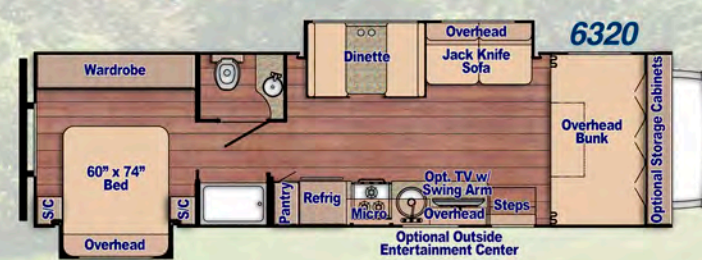 6320
Wardrobe
Dinette
Overhead
Jack Knife
Sofa
60" x 74"
Bed
S/C
S/C
Overhead
Pantry
Refrig
Micro
Opt. TV w/
Swing Arm
Overhead
Steps
Optional Outside
Entertainment Center
Overhead
Bunk
Optional Storage Cabinets